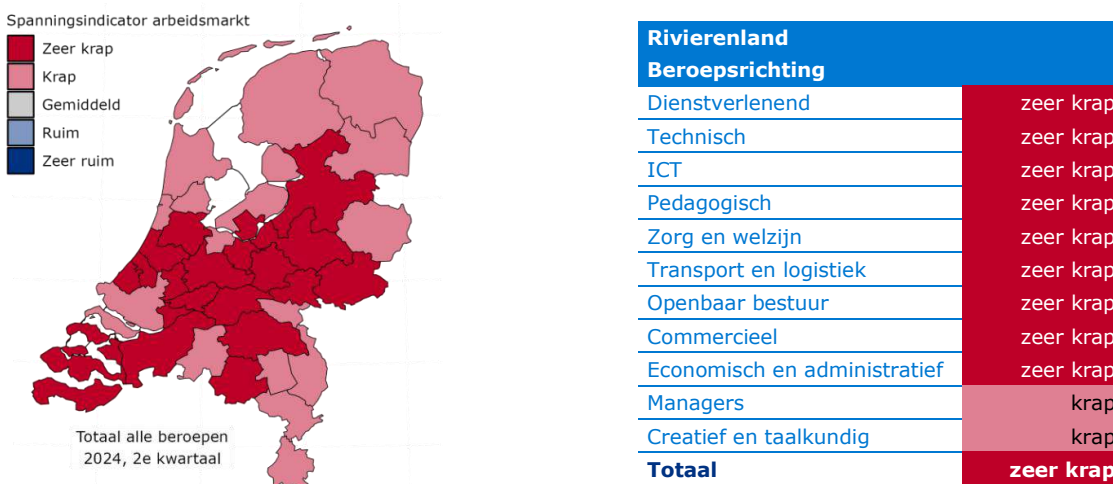 Spanningsindicator arbeidsmarkt
Zeer krap
Krap
Gemiddeld
Ruim
Zeer ruim
Totaal alle beroepen
2024, 2e kwartaal
Rivierenland
Beroepsrichting
Dienstverlenend zeer krap
Technisch zeer krap
ICT zeer krap
Pedagogisch zeer krap
Zorg en welzijn zeer krap
Transport en logistiek zeer krap
Openbaar bestuur zeer krap
Commercieel zeer krap
Economisch en administratief zeer krap
Managers krap
Creatief en taalkundig krap
Totaal zeer krap